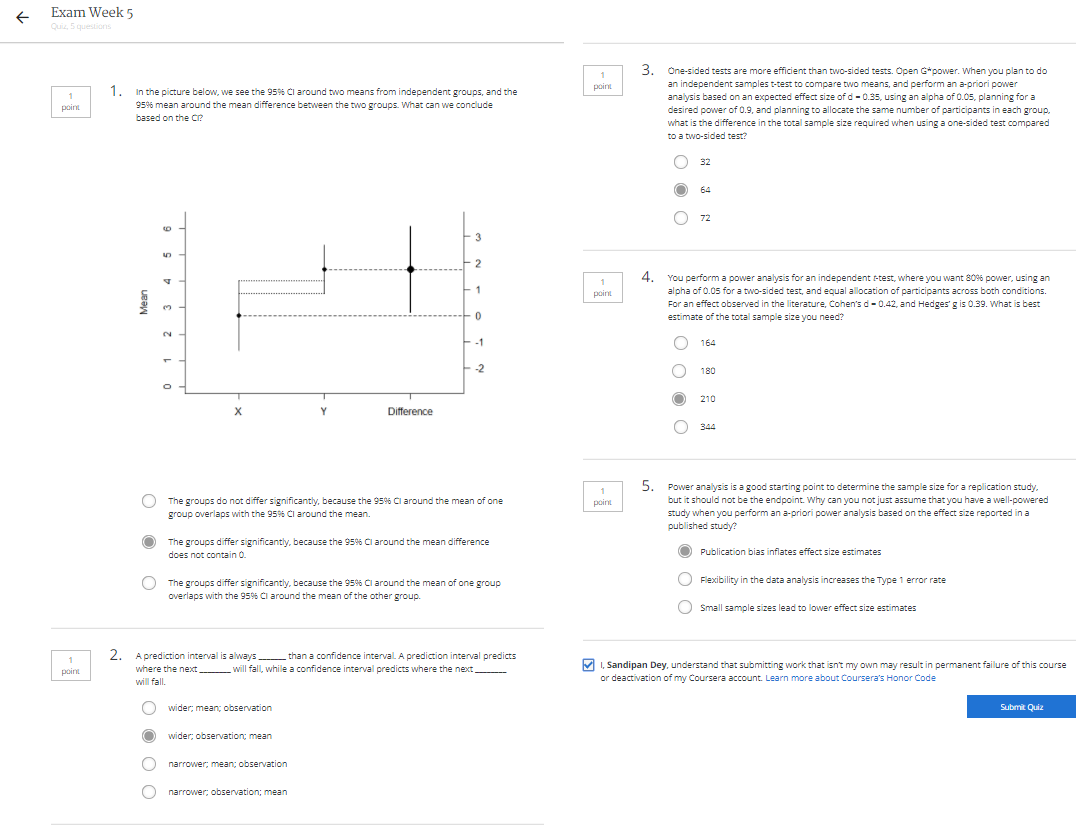 Exam Week 5
Quiz, 5 questions
1
point
1.
In the picture below, we see the 95% CI around two means from independent groups, and the
95% mean around the mean difference between the two groups. What can we conclude
based on the CI?
6
5
4
3
2
1
0
Mean
3
2
1
0
-1
-2
X
Y
Difference
The groups do not differ significantly, because the 95% CI around the mean of one
group overlaps with the 95% CI around the mean.
The groups differ significantly, because the 95% CI around the mean difference
does not contain 0.
The groups differ significantly, because the 95% CI around the mean of one group
overlaps with the 95% CI around the mean of the other group.
1
point
2.
A prediction interval is always ______ than a confidence interval. A prediction interval predicts
where the next _______ will fall, while a confidence interval predicts where the next _______
will fall.
wider; mean; observation
wider; observation; mean
narrower; mean; observation
narrower; observation; mean
1
point
3.
One-sided tests are more efficient than two-sided tests. Open G*power. When you plan to do
an independent samples t-test to compare two means, and perform an a-priori power
analysis based on an expected effect size of d = 0.35, using an alpha of 0.05, planning for a
desired power of 0.9, and planning to allocate the same number of participants in each group,
what is the difference in the total sample size required when using a one-sided test compared
to a two-sided test?
32
64
72
1
point
4.
You perform a power analysis for an independent t-test, where you want 80% power, using an
alpha of 0.05 for a two-sided test, and equal allocation of participants across both conditions.
For an effect observed in the literature, Cohen's d = 0.42, and Hedges' g is 0.39. What is best
estimate of the total sample size you need?
164
180
210
344
1
point
5.
Power analysis is a good starting point to determine the sample size for a replication study,
but it should not be the endpoint. Why can you not just assume that you have a well-powered
study when you perform an a-priori power analysis based on the effect size reported in a
published study?
Publication bias inflates effect size estimates
Flexibility in the data analysis increases the Type 1 error rate
Small sample sizes lead to lower effect size estimates
I, Sandipan Dey, understand that submitting work that isn't my own may result in permanent failure of this course
or deactivation of my Coursera account. Learn more about Coursera's Honor Code
Submit Quiz